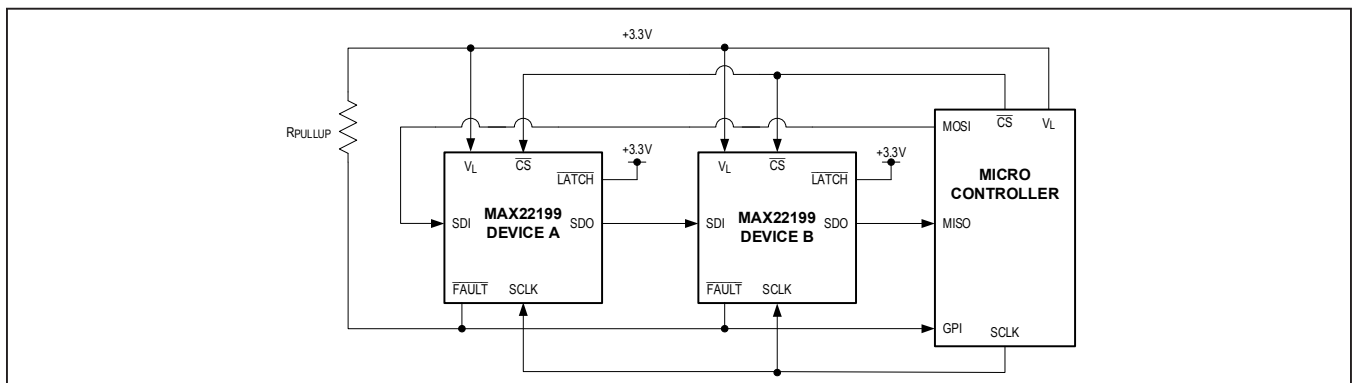 +3.3V
RPULLUP
VL
CS
LATCH
+3.3V
SDI
MAX22199
DEVICE A
SDO
FAULT
SCLK
VL
CS
LATCH
+3.3V
SDI
MAX22199
DEVICE B
SDO
FAULT
SCLK
MOSI
CS
VL
MICRO
CONTROLLER
MISO
GPI
SCLK